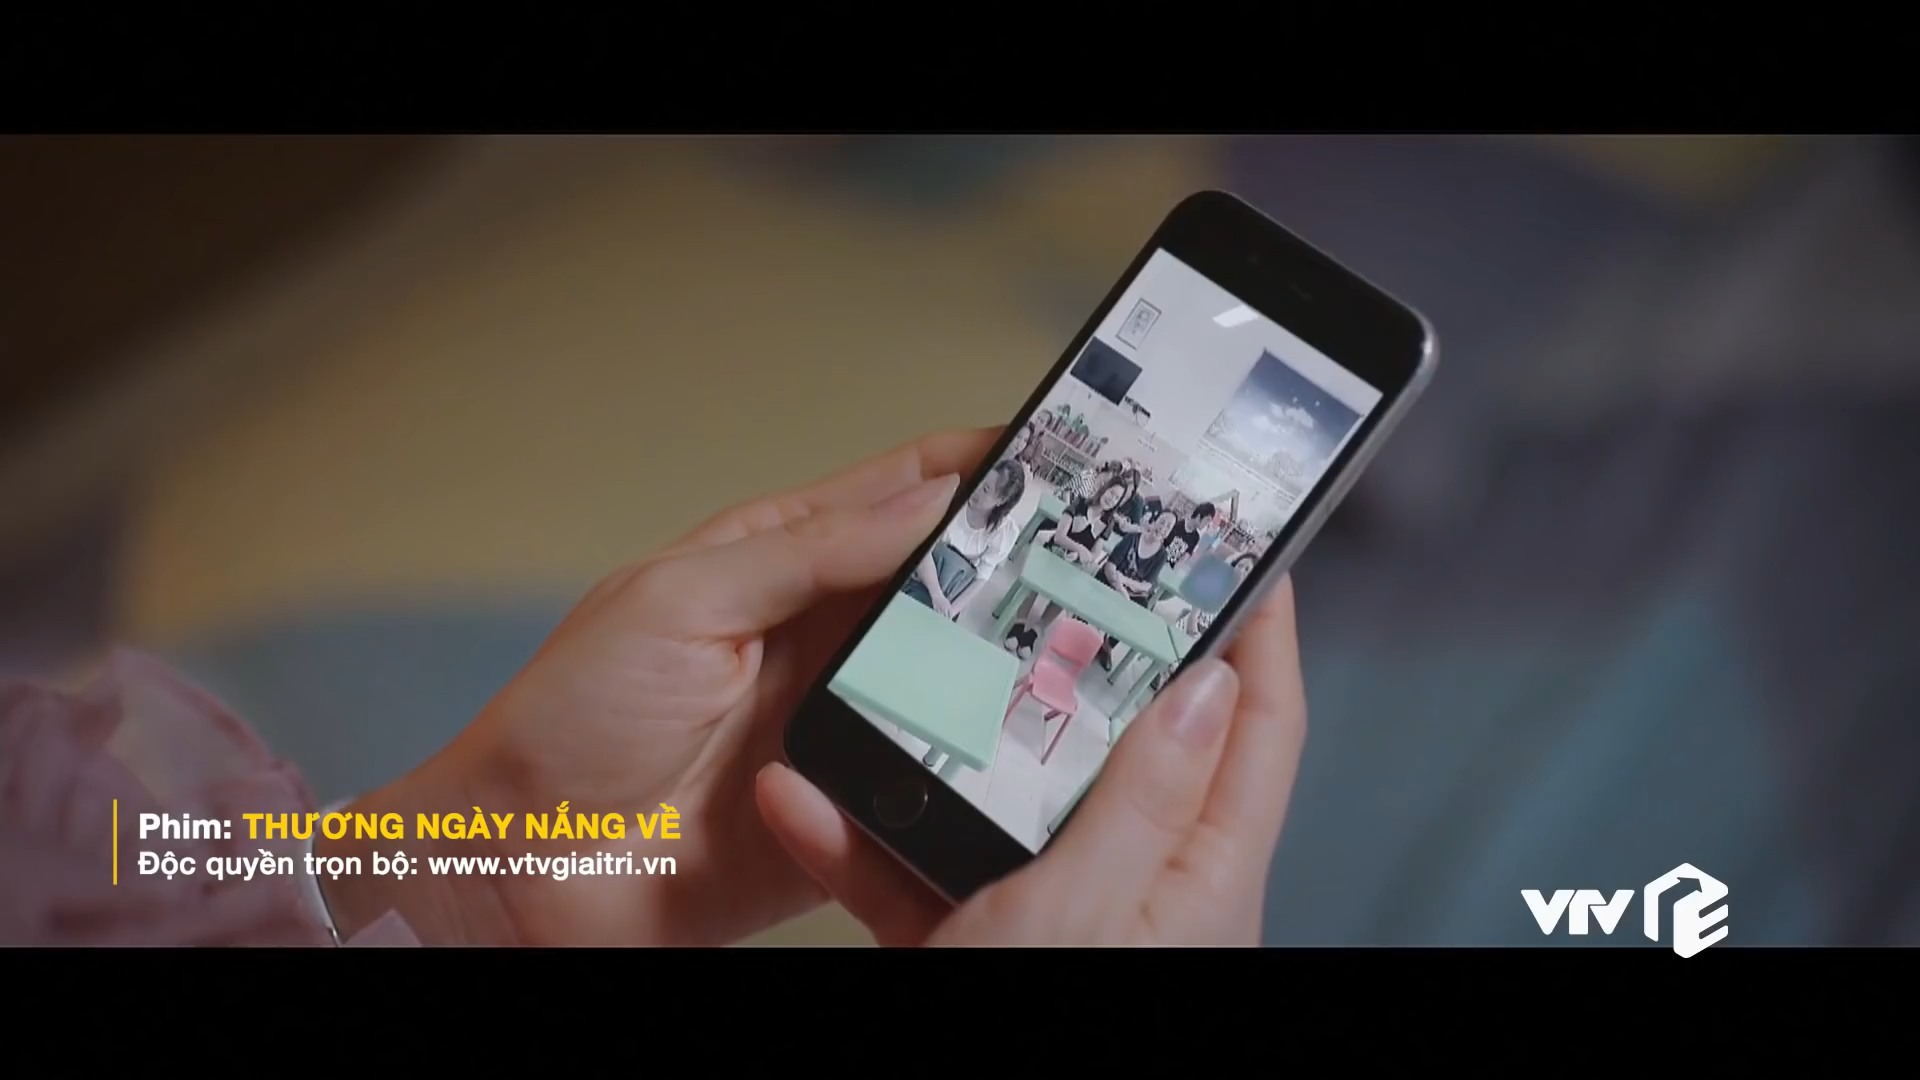 Phim: THƯƠNG NGÀY NẮNG VỀ
Độc quyền trọn bộ: www.vtvgiaitri.vn
VTV